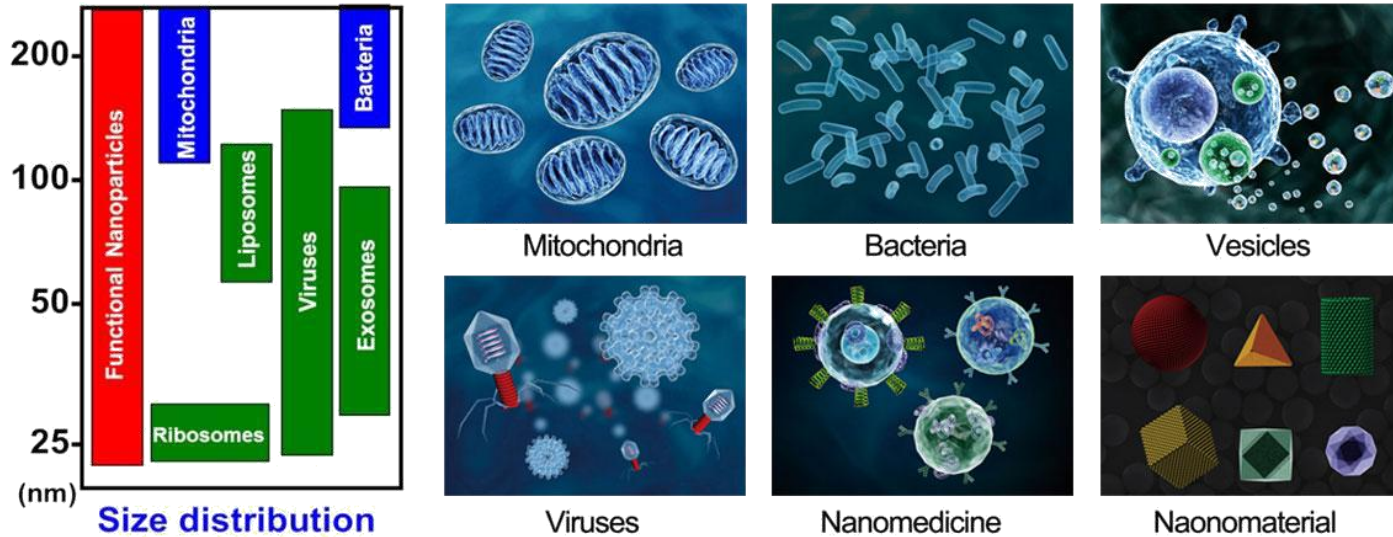 200
100
50
25
(nm)
Functional Nanoparticles
Mitochondria
Bacteria
Liposomes
Viruses
Exosomes
Ribosomes
Size distribution
Mitochondria
Bacteria
Vesicles
Viruses
Nanomedicine
Naonomaterial